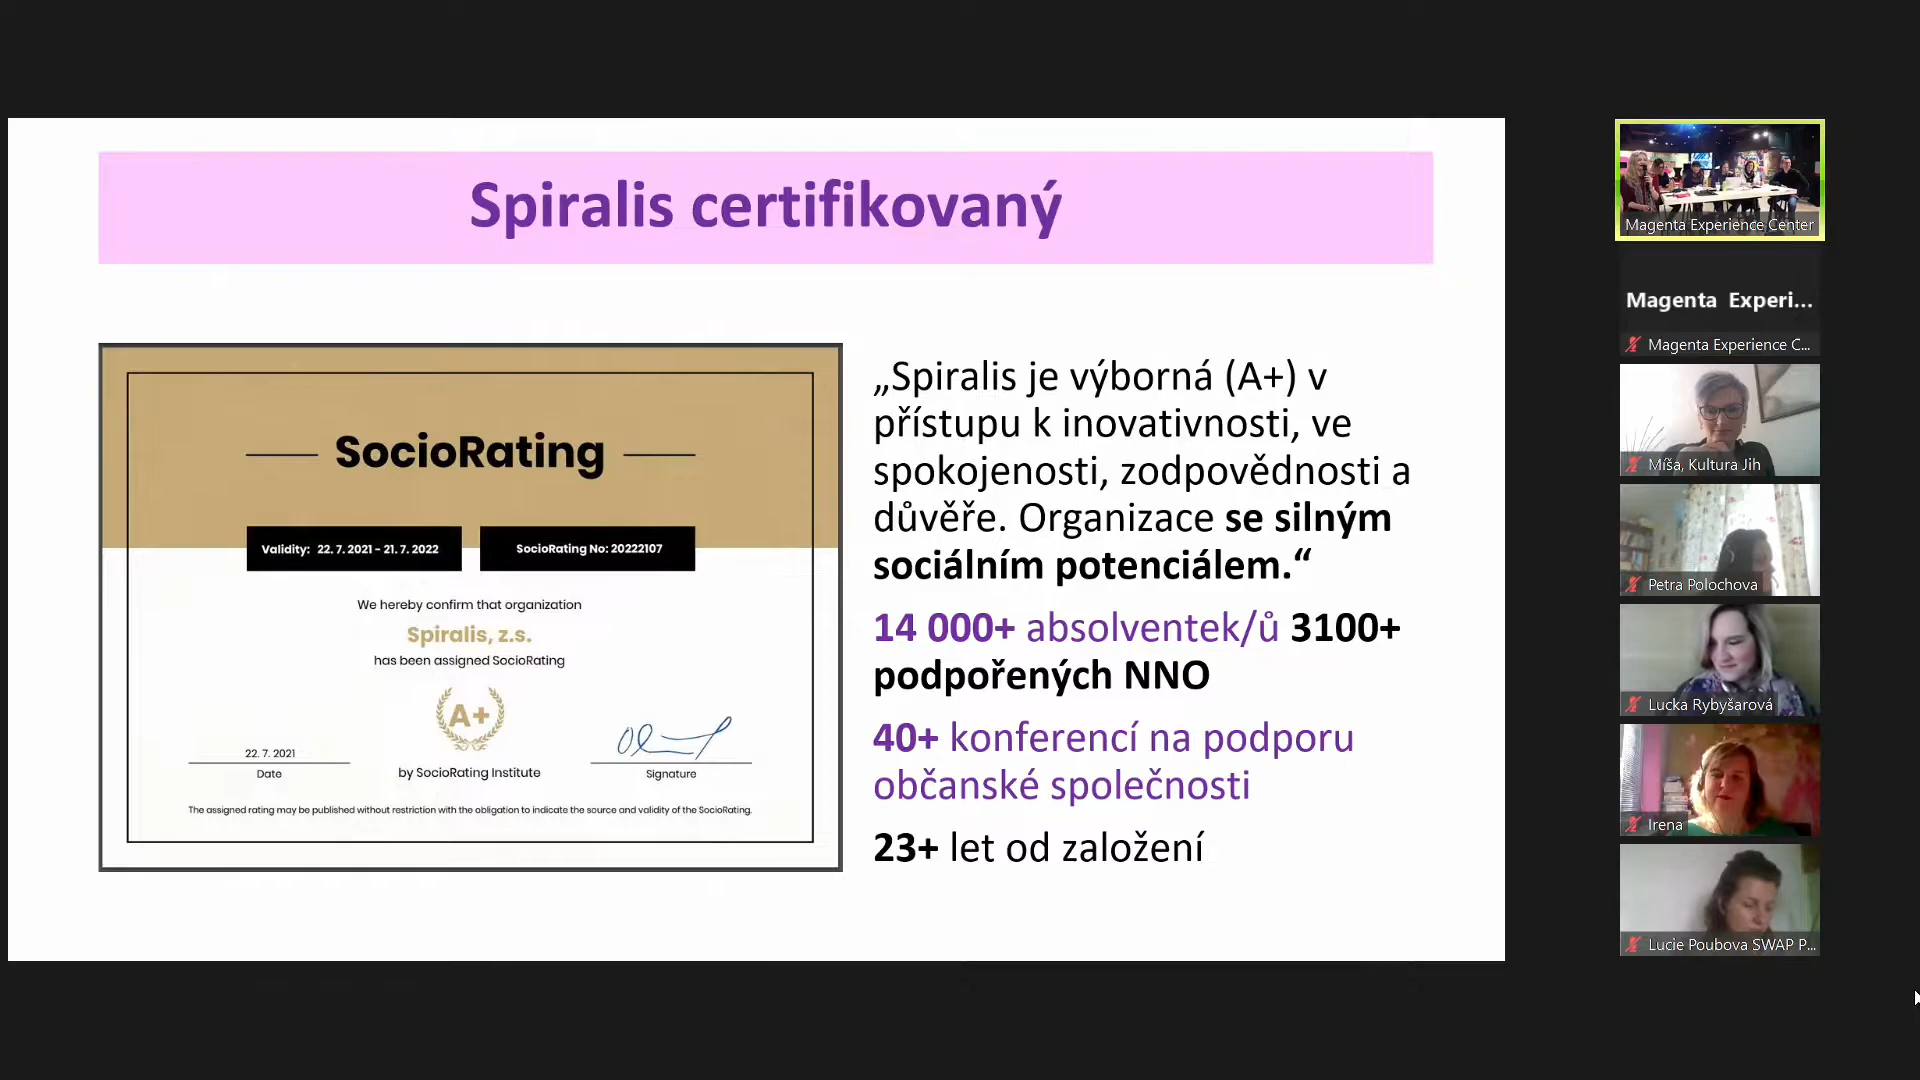 Spiralis certifikovaný
SocioRating
Validity: 22. 7. 2021 - 21. 7. 2022
SocioRating No: 20222107
We hereby confirm that organization
Spiralis, z.s.
has been assigned SocioRating
A+
22. 7. 2021
Date
by SocioRating Institute
Signature
The assigned rating may be published without restriction with the obligation to indicate the source and validity of the SocioRating.
„Spiralis je výborná (A+) v
přístupu k inovativnosti, ve
spokojenosti, zodpovědnosti a
důvěře. Organizace se silným
sociálním potenciálem.“
14 000+ absolventek/ů 3100+
podpořených NNO
40+ konferencí na podporu
občanské společnosti
23+ let od založení
Magenta Experience Center
Magenta Experi...
Magenta Experience C...
Míša, Kultura Jih
Petra Polochova
Lucka Rybyšarová
Irena
Lucie Poubova SWAP P...